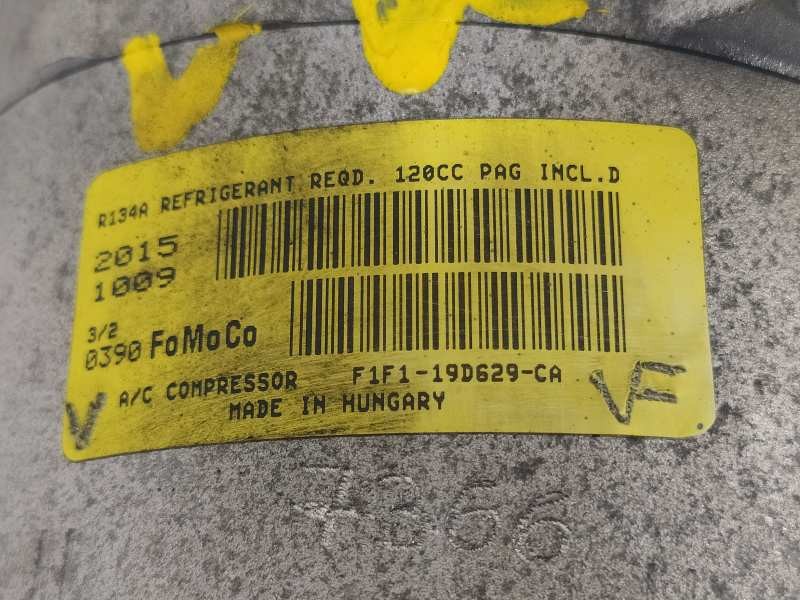 R134A REFRIGERANT REQD. 120CC PAG INCL.D
2015
1009
3/2
0390 FoMoCo
A/C COMPRESSOR F1F1-19D629-CA
MADE IN HUNGARY
V
VF
7366